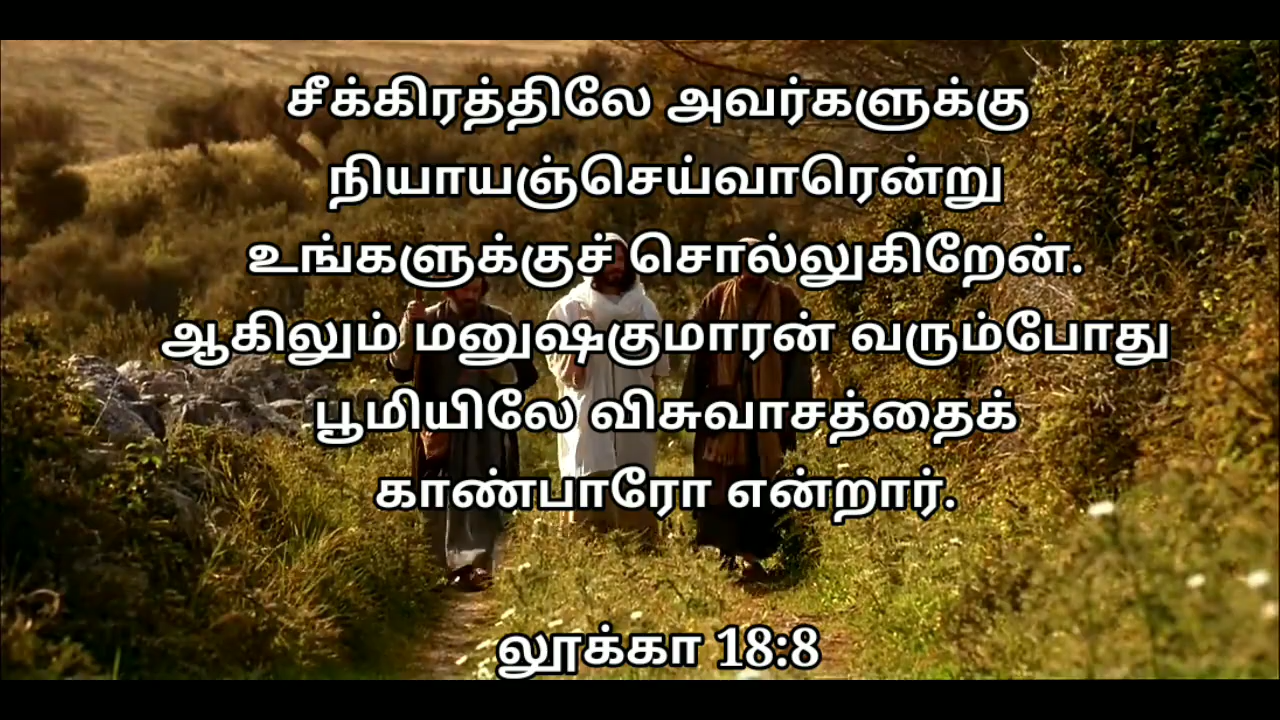 சீக்கிரத்திலே அவர்களுக்கு
நியாயஞ்செய்வாரென்று
உங்களுக்குச் சொல்லுகிறேன்.
ஆகிலும் மனுஷகுமாரன் வரும்போது
பூமியிலே விசுவாசத்தைக்
காண்பாரோ என்றார்.
லூக்கா 18:8